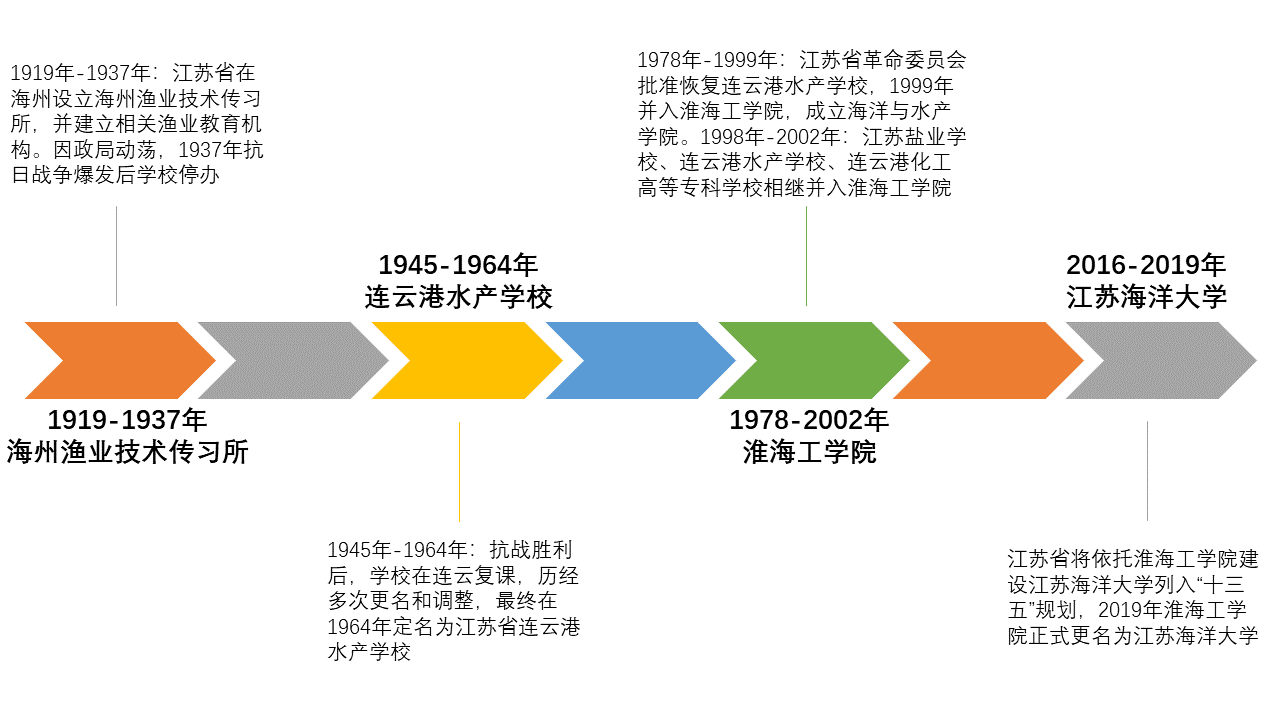 1919年-1937年：江苏省在
海州设立海州渔业技术传习
所，并建立相关渔业教育机
构。因政局动荡，1937年抗
日战争爆发后学校停办
1978年-1999年：江苏省革命委员会
批准恢复连云港水产学校，1999年
并入淮海工学院，成立海洋与水产
学院。1998年-2002年：江苏盐业学
校、连云港水产学校、连云港化工
高等专科学校相继并入淮海工学院
1945-1964年
连云港水产学校
2016-2019年
江苏海洋大学
1919-1937年
海州渔业技术传习所
1978-2002年
淮海工学院
1945年-1964年：抗战胜利
后，学校在连云复课，历经
多次更名和调整，最终在
1964年定名为江苏省连云港
水产学校
江苏省将依托淮海工学院建
设江苏海洋大学列入“十三
五”规划，2019年淮海工学
院正式更名为江苏海洋大学